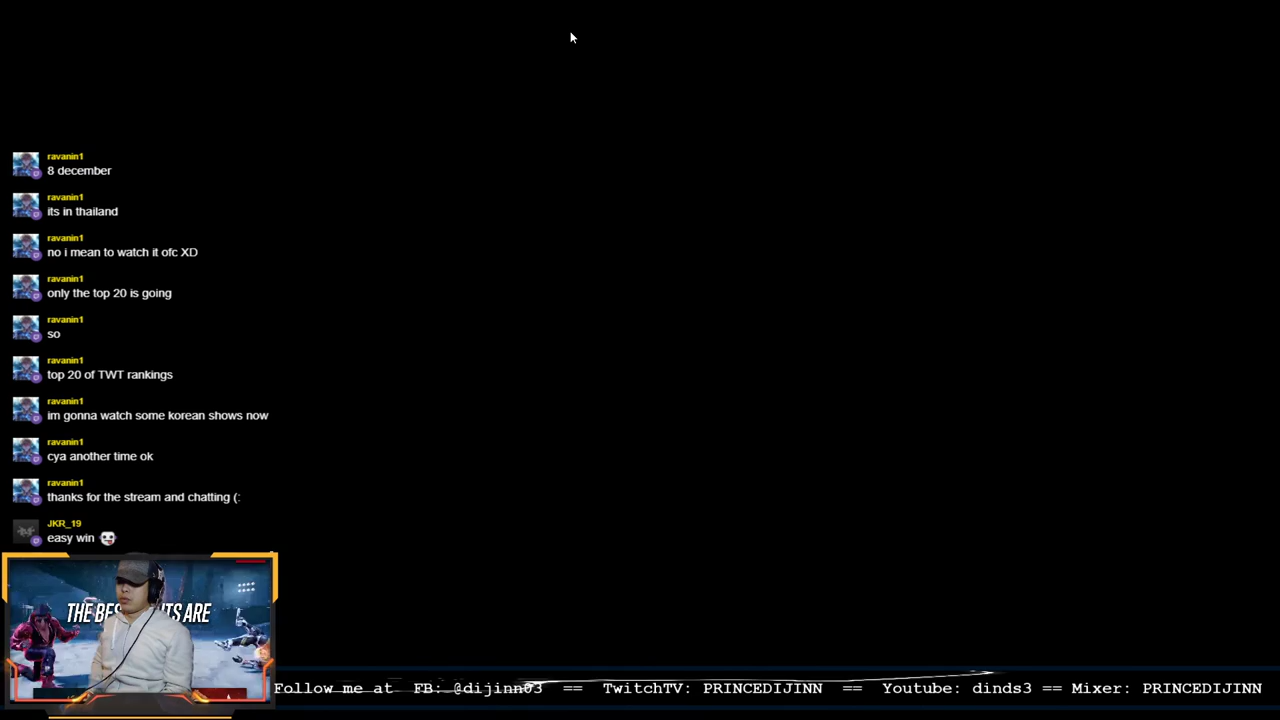 ravanin1
8 december
ravanin1
its in thailand
ravanin1
no i mean to watch it ofc XD
ravanin1
only the top 20 is going
ravanin1
so
ravanin1
top 20 of TWT rankings
ravanin1
im gonna watch some korean shows now
ravanin1
cya another time ok
ravanin1
thanks for the stream and chatting (:
JKR_19
easy win
THE ARE
Follow me at FB: @dijinn03 == TwitchTV: PRINCEDIJINN == Youtube: dinds3 == Mixer: PRINCEDIJINN